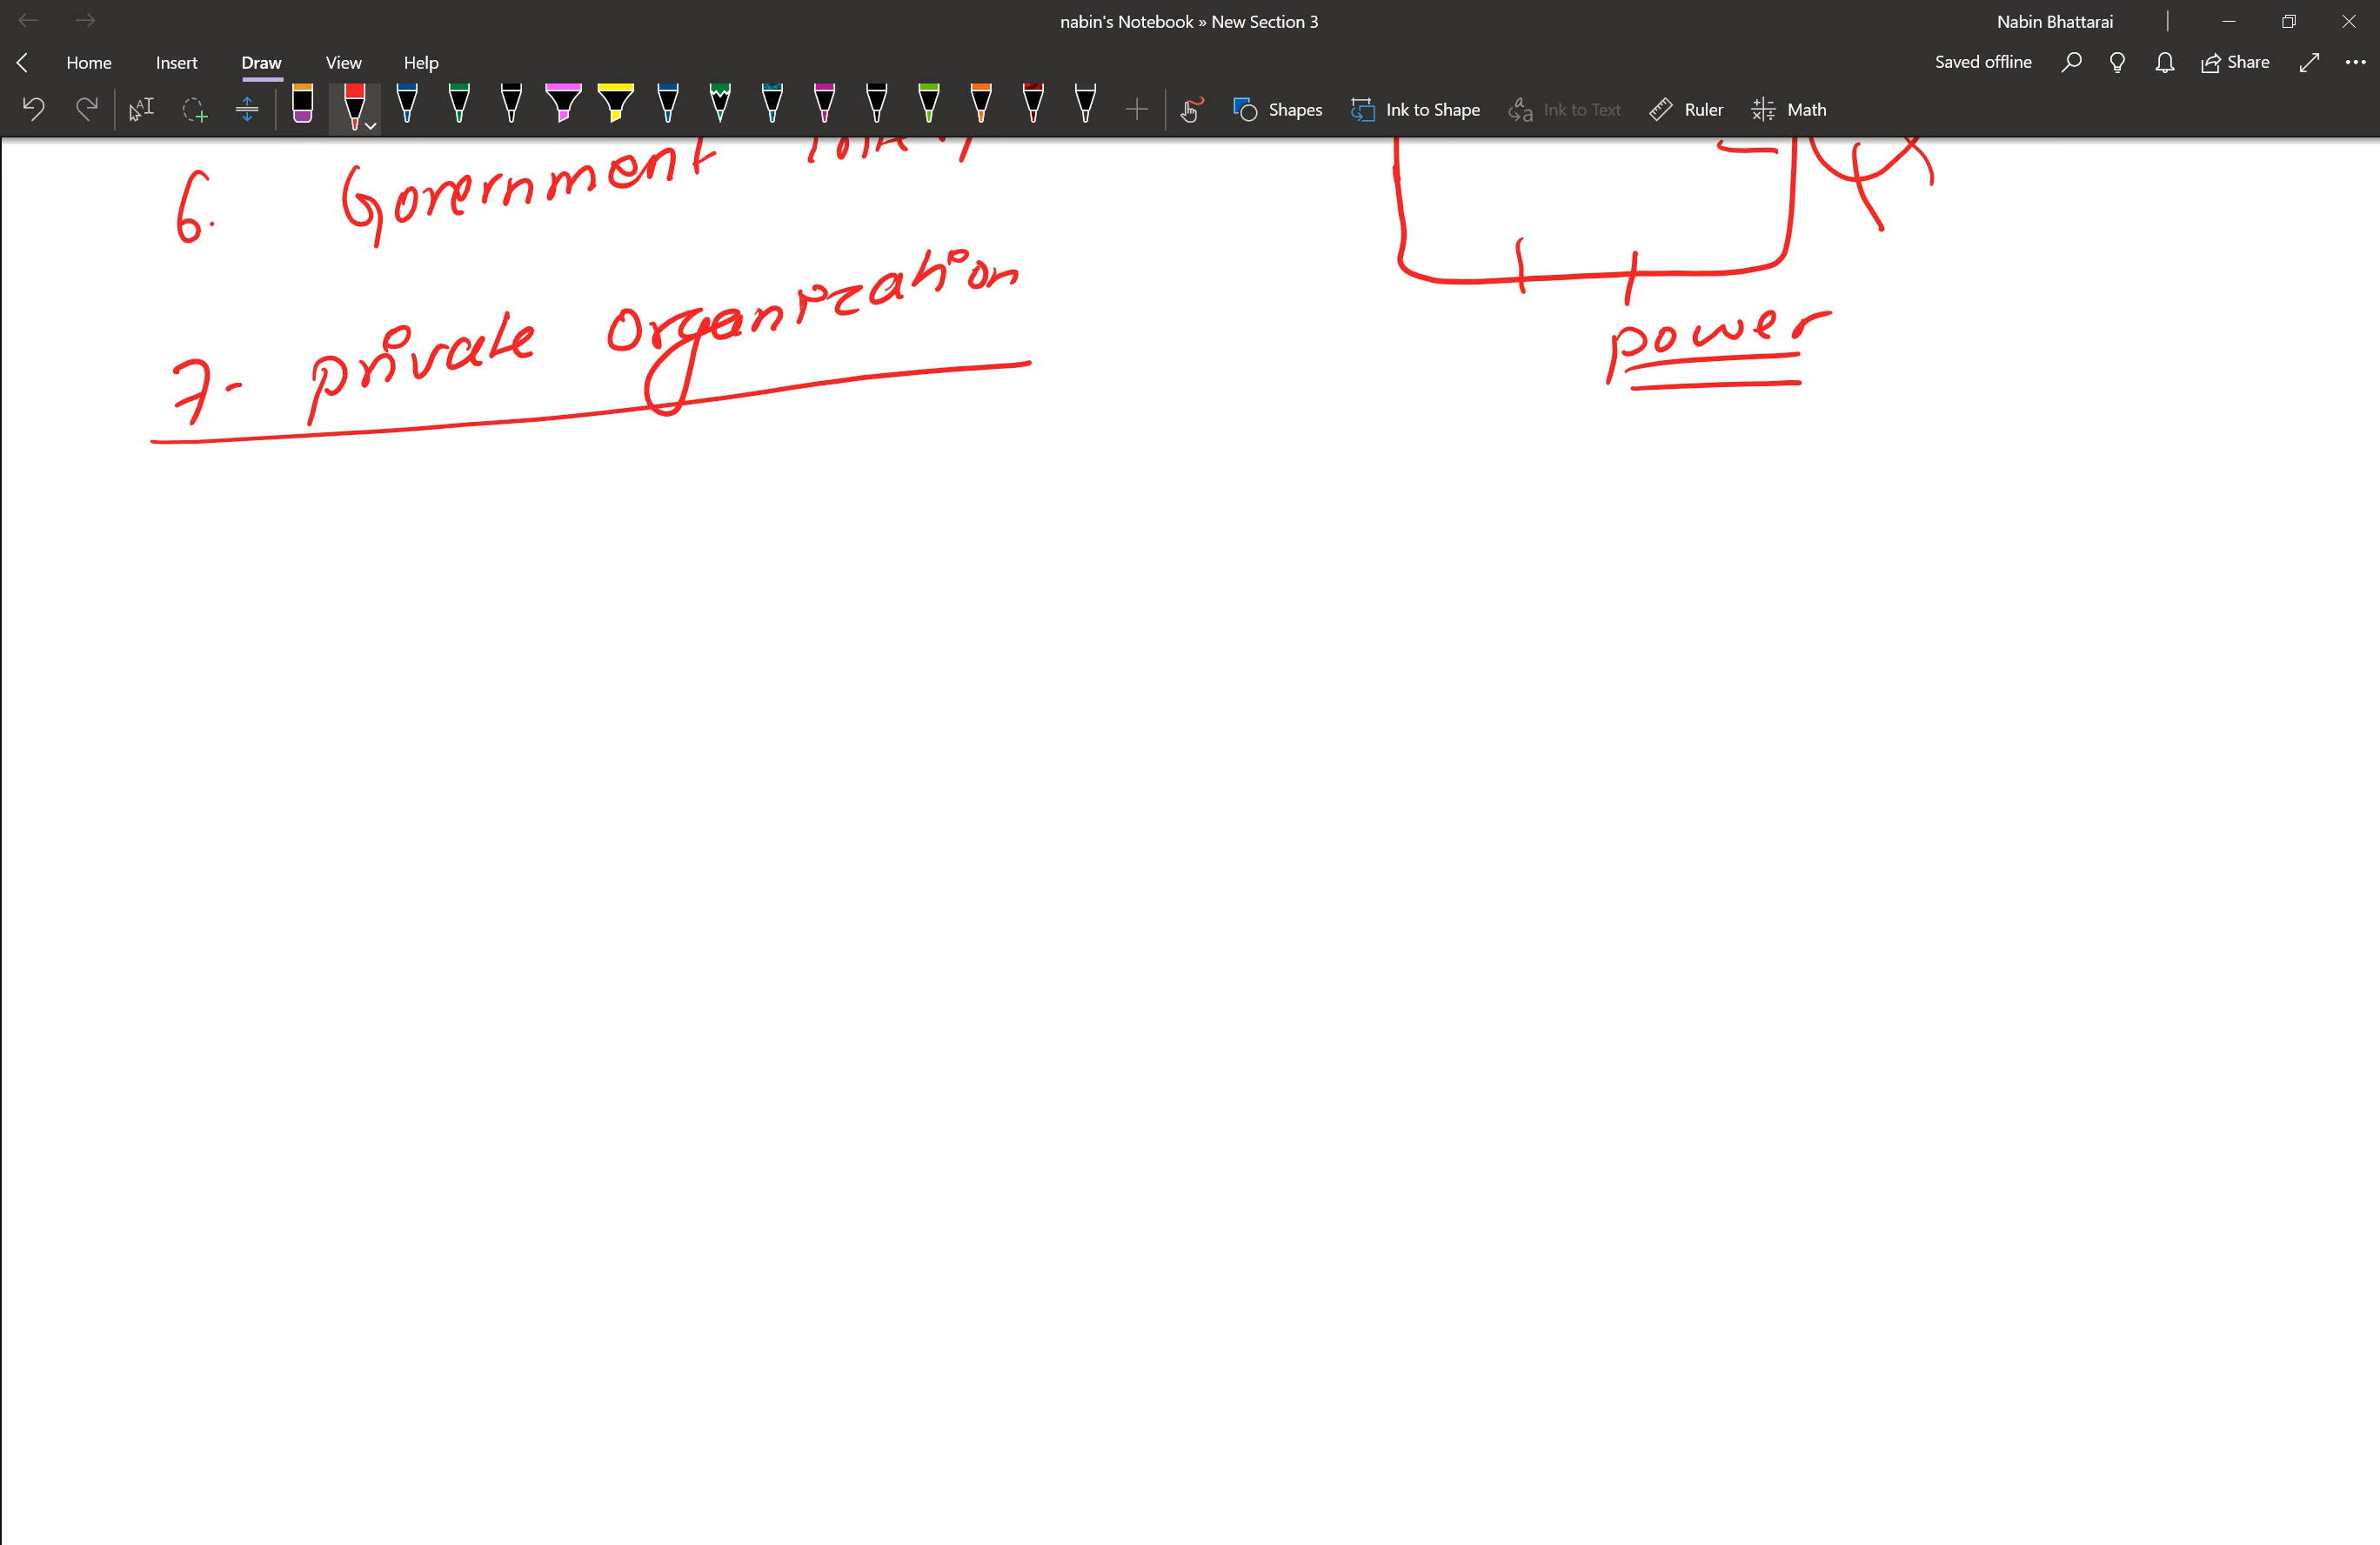 nabin's Notebook » New Section 3
Nabin Bhattarai
Home Insert Draw View Help
Saved offline
Share
Shapes
Ink to Shape
Ink to Text
Ruler
Math
6. Government
7- private Organization
power